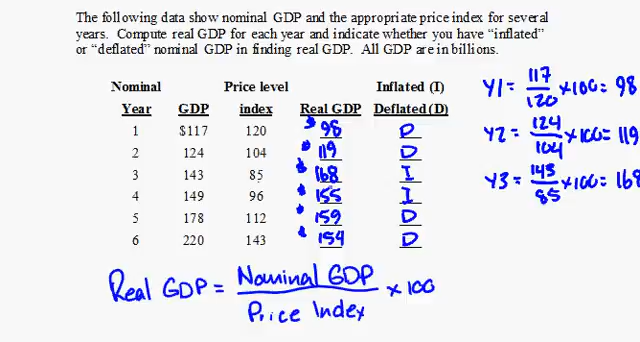 The following data show nominal GDP and the appropriate price index for several
years. Compute real GDP for each year and indicate whether you have “inflated”
or “deflated” nominal GDP in finding real GDP. All GDP are in billions.
Nominal Price level Inflated (I)
Year GDP index Real GDP Deflated (D)
1 $117 120 $98 D
2 124 104 $119 D
3 143 85 $168 I
4 149 96 $155 I
5 178 112 $159 D
6 220 143 $154 D
Y1 = 117/120 x100 = 98
Y2 = 124/104 x100 = 119
Y3 = 143/85 x100 = 168
Real GDP = Nominal GDP / Price Index x 100